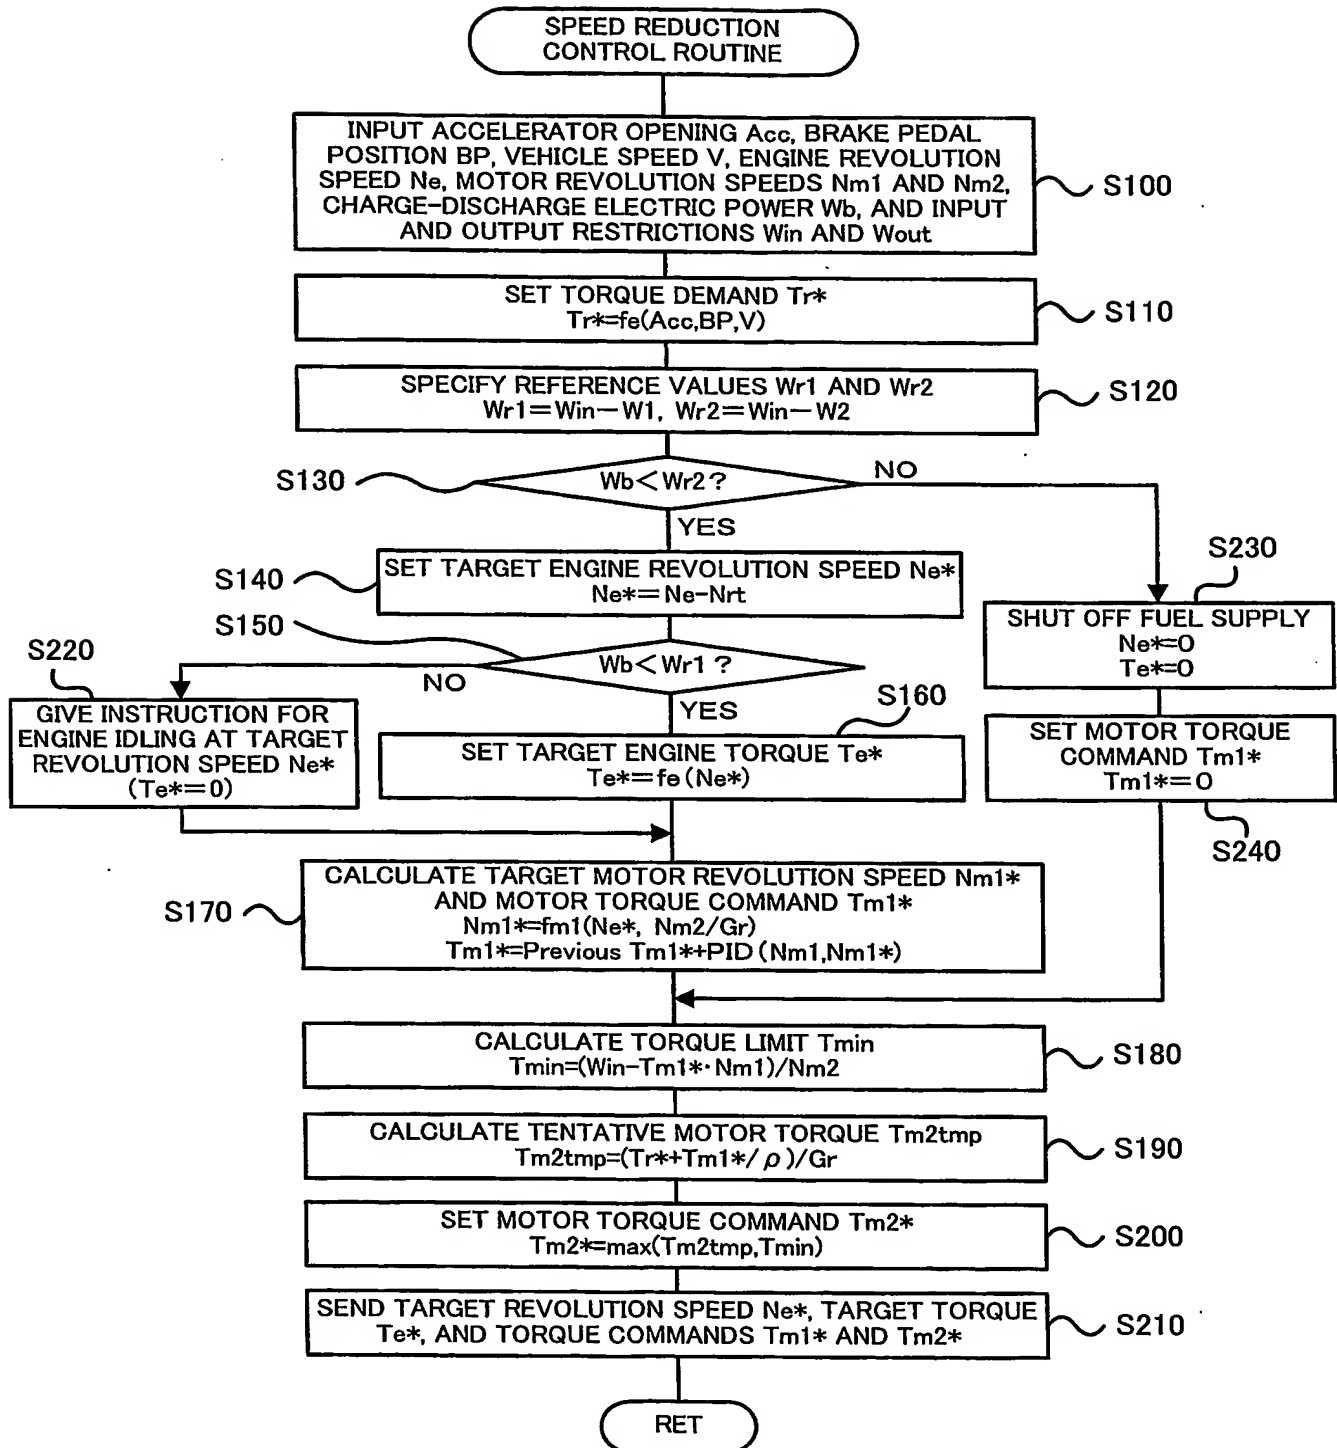 SPEED REDUCTION
CONTROL ROUTINE
INPUT ACCELERATOR OPENING Acc, BRAKE PEDAL
POSITION BP, VEHICLE SPEED V, ENGINE REVOLUTION
SPEED Ne, MOTOR REVOLUTION SPEEDS Nm1 AND Nm2,
CHARGE-DISCHARGE ELECTRIC POWER Wb, AND INPUT
AND OUTPUT RESTRICTIONS Win AND Wout
S100
SET TORQUE DEMAND Tr*
Tr*=fe(Acc,BP,V)
S110
SPECIFY REFERENCE VALUES Wr1 AND Wr2
Wr1=Win-W1, Wr2=Win-W2
S120
S130
Wb<Wr2?
NO
YES
S140
SET TARGET ENGINE REVOLUTION SPEED Ne*
Ne*=Ne-Nrt
S230
SHUT OFF FUEL SUPPLY
Ne*=0
Te*=0
S150
Wb<Wr1?
NO
YES
S220
GIVE INSTRUCTION FOR
ENGINE IDLING AT TARGET
REVOLUTION SPEED Ne*
(Te*=0)
S160
SET TARGET ENGINE TORQUE Te*
Te*=fe(Ne*)
SET MOTOR TORQUE
COMMAND Tm1*
Tm1*=0
S240
S170
CALCULATE TARGET MOTOR REVOLUTION SPEED Nm1*
AND MOTOR TORQUE COMMAND Tm1*
Nm1*=fm1(Ne*, Nm2/Gr)
Tm1*=Previous Tm1*+PID(Nm1,Nm1*)
CALCULATE TORQUE LIMIT Tmin
Tmin=(Win-Tm1*·Nm1)/Nm2
S180
CALCULATE TENTATIVE MOTOR TORQUE Tm2tmp
Tm2tmp=(Tr*+Tm1*/ρ)/Gr
S190
SET MOTOR TORQUE COMMAND Tm2*
Tm2*=max(Tm2tmp,Tmin)
S200
SEND TARGET REVOLUTION SPEED Ne*, TARGET TORQUE
Te*, AND TORQUE COMMANDS Tm1* AND Tm2*
S210
RET